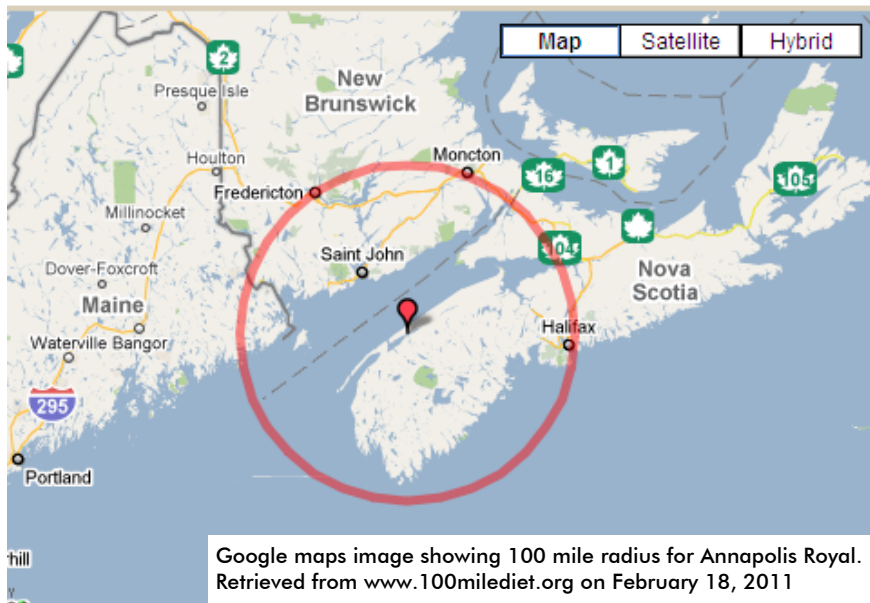 Map
Satellite
Hybrid
2
New
Brunswick
Presque Isle
Houlton
Moncton
16
1
105
Fredericton
Millinocket
Saint John
104
Dover-Foxcroft
Maine
Nova
Scotia
Waterville Bangor
Halifax
295
Portland
Google maps image showing 100 mile radius for Annapolis Royal.
Retrieved from www.100milediet.org on February 18, 2011